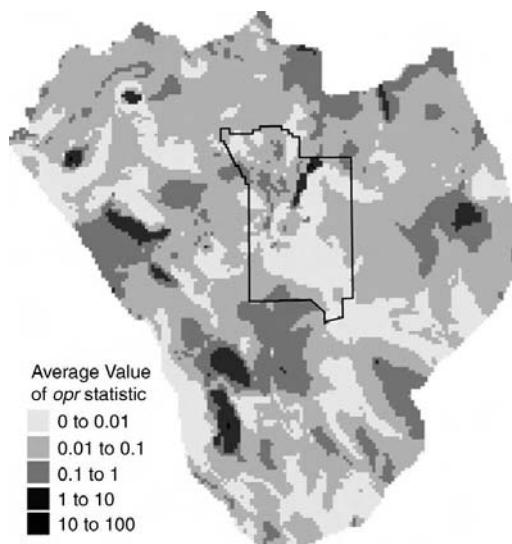 Average Value
of opr statistic
0 to 0.01
0.01 to 0.1
0.1 to 1
1 to 10
10 to 100